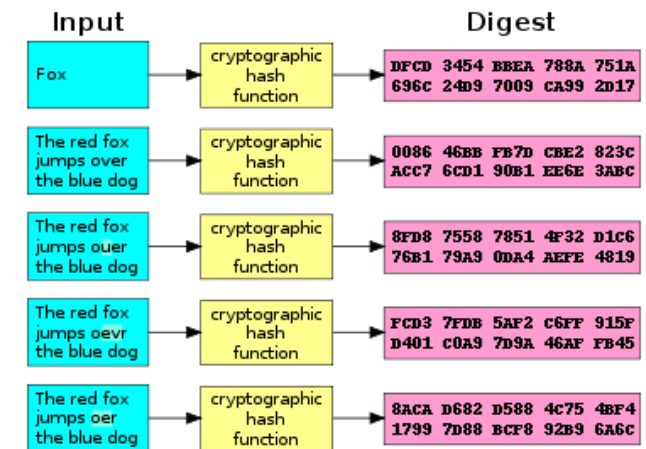 Input Digest
Fox
cryptographic
hash
function
DFCD 3454 BBEA 788A 751A
696C 24D9 7009 CA99 2D17
The red fox
jumps over
the blue dog
cryptographic
hash
function
0086 46BB FB7D CBE2 823C
ACC7 6CD1 90B1 EE6E 3ABC
The red fox
jumps ouer
the blue dog
cryptographic
hash
function
8FD8 7558 7851 4F32 D1C6
76B1 79A9 0DA4 AEFE 4819
The red fox
jumps oevr
the blue dog
cryptographic
hash
function
FCD3 7FDB 5AF2 C6FF 915F
D401 C0A9 7D9A 46AF FB45
The red fox
jumps oer
the blue dog
cryptographic
hash
function
8ACA D682 D588 4C75 4BF4
1799 7D88 BCF8 92B9 6A6C